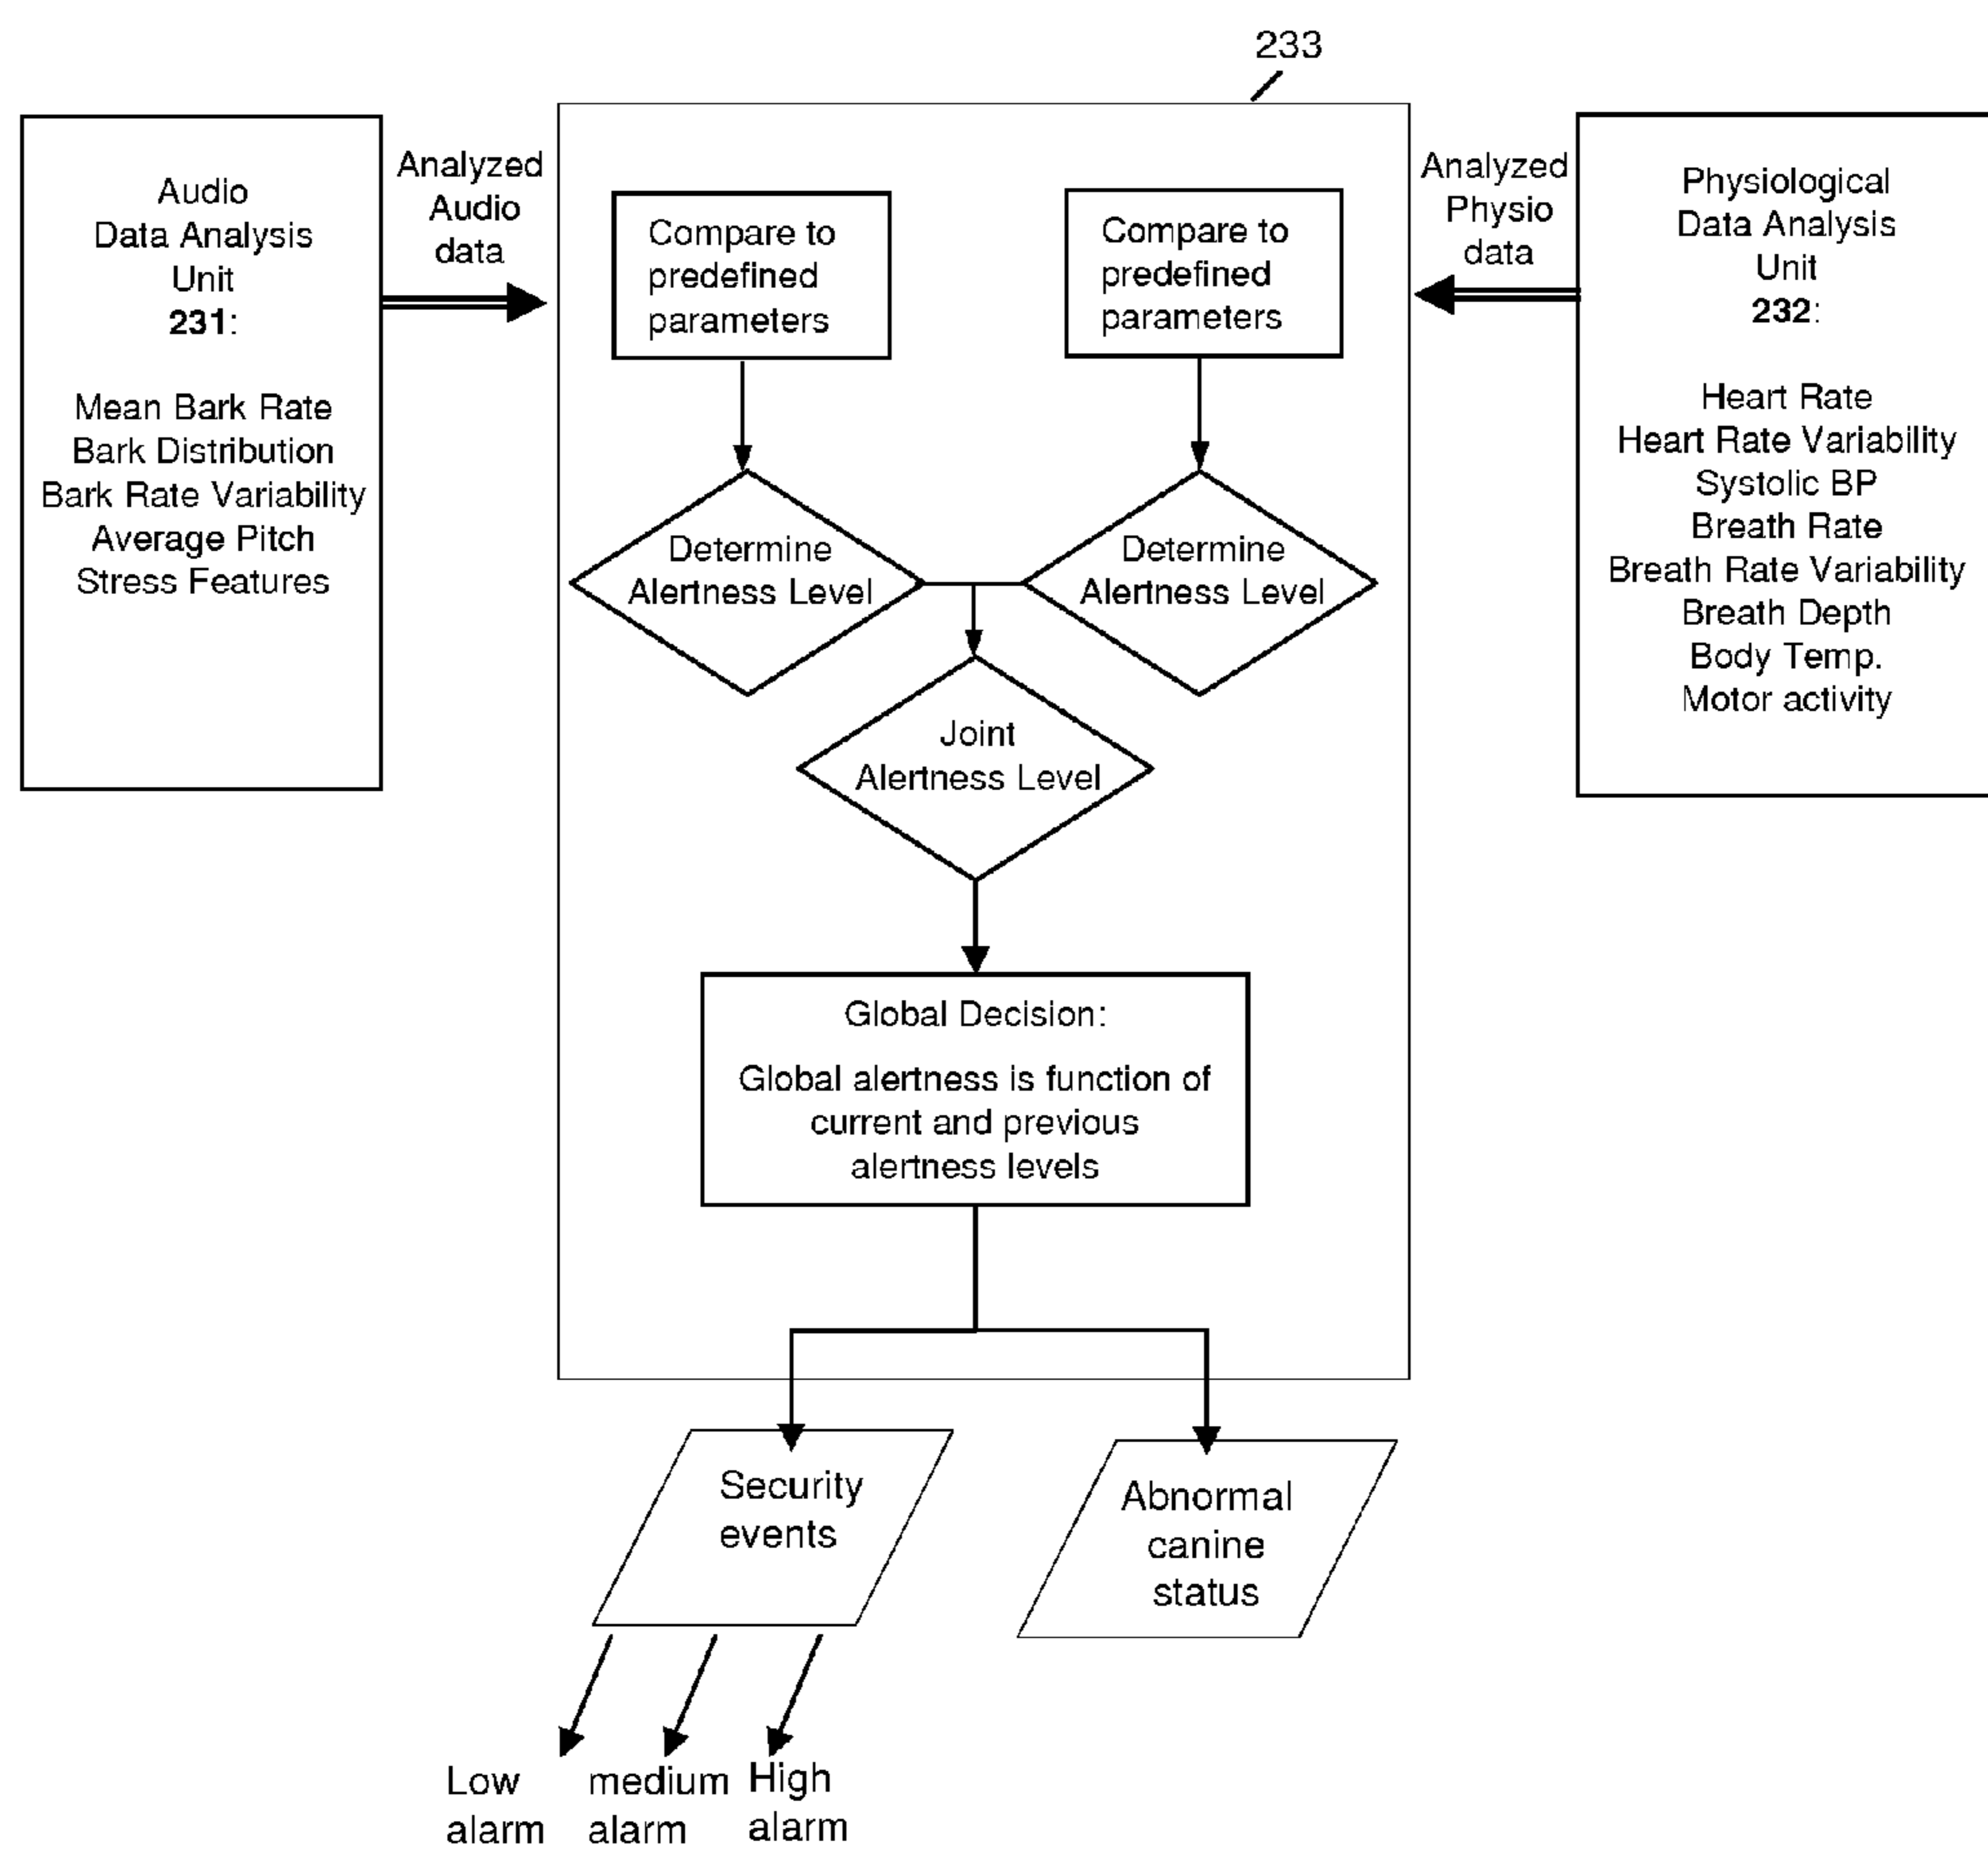 233
Audio
Data Analysis
Unit
231:
Mean Bark Rate
Bark Distribution
Bark Rate Variability
Average Pitch
Stress Features
Analyzed
Audio
data
Compare to
predefined
parameters
Compare to
predefined
parameters
Analyzed
Physio
data
Physiological
Data Analysis
Unit
232:
Heart Rate
Heart Rate Variability
Systolic BP
Breath Rate
Breath Rate Variability
Breath Depth
Body Temp.
Motor activity
Determine
Alertness Level
Determine
Alertness Level
Joint
Alertness Level
Global Decision:
Global alertness is function of
current and previous
alertness levels
Security
events
Abnormal
canine
status
Low
alarm
medium
alarm
High
alarm